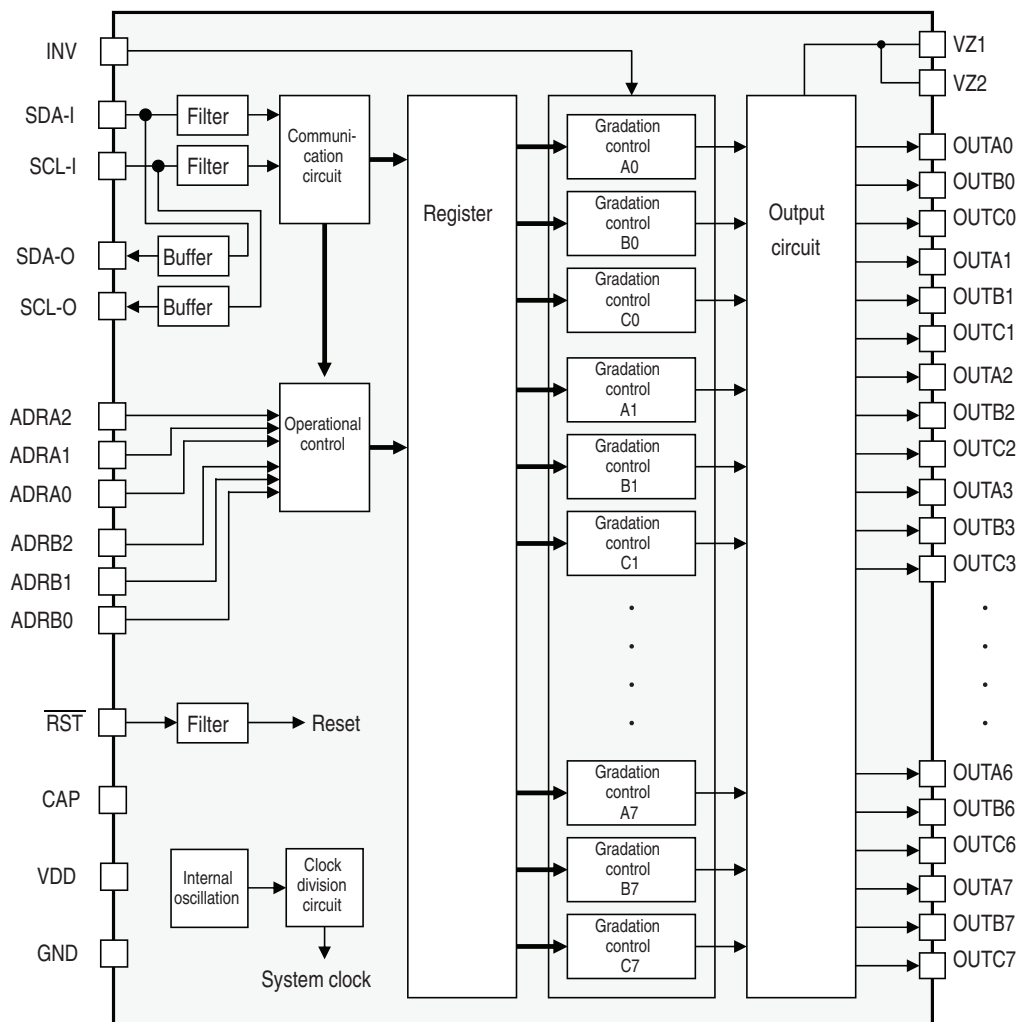 INV
SDA-I
SCL-I
SDA-O
SCL-O
ADRA2
ADRA1
ADRA0
ADRB2
ADRB1
ADRB0
RST
CAP
VDD
GND
Filter
Filter
Buffer
Buffer
Communi-
cation
circuit
Operational
control
Filter
Reset
Internal
oscillation
Clock
division
circuit
System clock
Register
Gradation
control
A0
Gradation
control
B0
Gradation
control
C0
Gradation
control
A1
Gradation
control
B1
Gradation
control
C1
Gradation
control
A7
Gradation
control
B7
Gradation
control
C7
Output
circuit
VZ1
VZ2
OUTA0
OUTB0
OUTC0
OUTA1
OUTB1
OUTC1
OUTA2
OUTB2
OUTC2
OUTA3
OUTB3
OUTC3
OUTA6
OUTB6
OUTC6
OUTA7
OUTB7
OUTC7